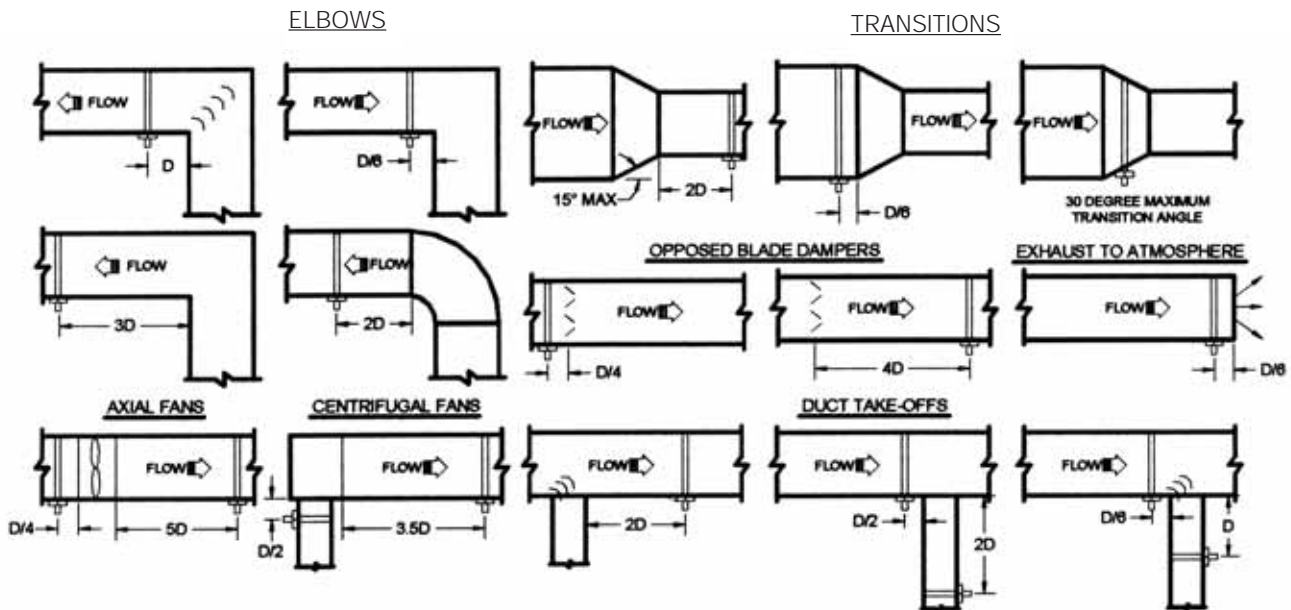 ELBOWS
TRANSITIONS
FLOW
D
FLOW
D/6
FLOW
15° MAX
2D
FLOW
D/6
FLOW
30 DEGREE MAXIMUM
TRANSITION ANGLE
FLOW
3D
FLOW
2D
OPPOSED BLADE DAMPERS
FLOW
D/4
FLOW
4D
EXHAUST TO ATMOSPHERE
FLOW
D/6
AXIAL FANS
FLOW
D/4
5D
CENTRIFUGAL FANS
FLOW
D/2
3.5D
DUCT TAKE-OFFS
FLOW
2D
FLOW
D/2
2D
FLOW
D/6
D